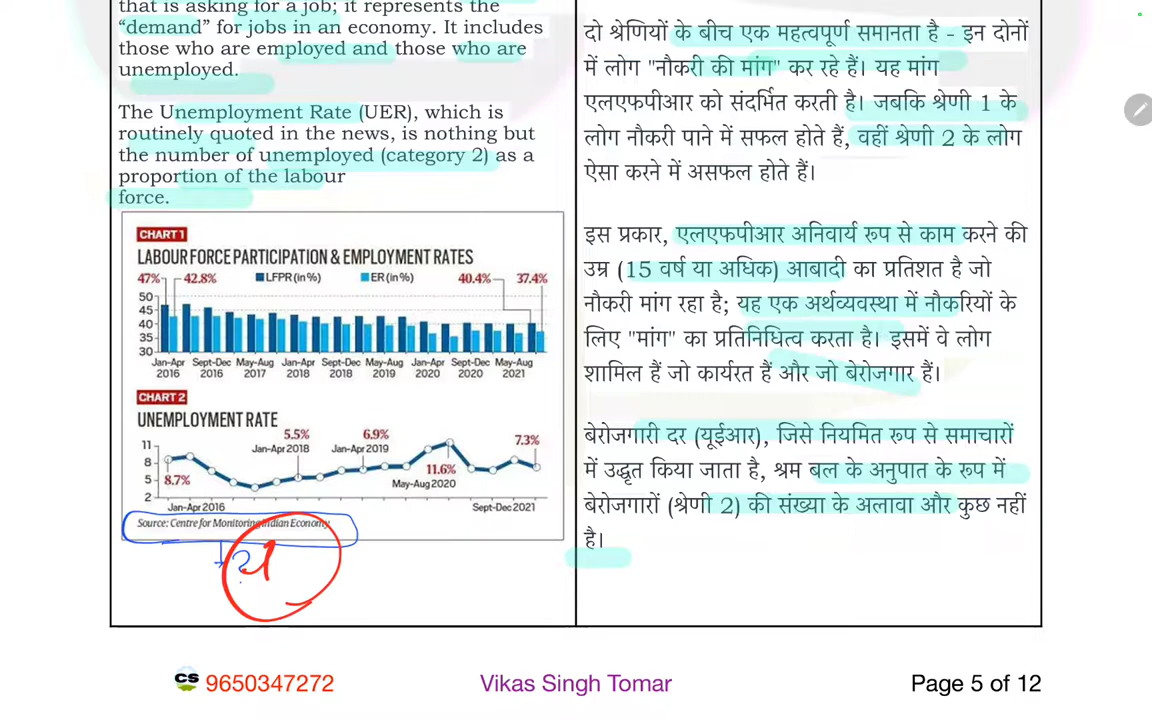 that is asking for a job; it represents the
“demand” for jobs in an economy. It includes
those who are employed and those who are
unemployed.
The Unemployment Rate (UER), which is
routinely quoted in the news, is nothing but
the number of unemployed (category 2) as a
proportion of the labour
force.
CHART 1
LABOUR FORCE PARTICIPATION & EMPLOYMENT RATES
47% 42.8% LFPR (in %) ER (in %) 40.4% 37.4%
50
45
40
35
30
Jan-Apr Sept-Dec May-Aug Jan-Apr Sept-Dec May-Aug Jan-Apr Sept-Dec May-Aug
2016 2016 2017 2018 2018 2019 2020 2020 2021
CHART 2
UNEMPLOYMENT RATE
5.5% 6.9% 7.3%
Jan-Apr 2018 Jan-Apr 2019
11
8
5
2
8.7%
11.6%
May-Aug 2020
Jan-Apr 2016 Sept-Dec 2021
Source: Centre for Monitoring Indian Economy
दो श्रेणियों के बीच एक महत्वपूर्ण समानता है - इन दोनों
में लोग "नौकरी की मांग" कर रहे हैं। यह मांग
एलएफपीआर को संदर्भित करती है। जबकि श्रेणी 1 के
लोग नौकरी पाने में सफल होते हैं, वहीं श्रेणी 2 के लोग
ऐसा करने में असफल होते हैं।
इस प्रकार, एलएफपीआर अनिवार्य रूप से काम करने की
उम्र (15 वर्ष या अधिक) आबादी का प्रतिशत है जो
नौकरी मांग रहा है; यह एक अर्थव्यवस्था में नौकरियों के
लिए "मांग" का प्रतिनिधित्व करता है। इसमें वे लोग
शामिल हैं जो कार्यरत हैं और जो बेरोजगार हैं।
बेरोजगारी दर (यूईआर), जिसे नियमित रूप से समाचारों
में उद्धृत किया जाता है, श्रम बल के अनुपात के रूप में
बेरोजगारों (श्रेणी 2) की संख्या के अलावा और कुछ नहीं
है।
CS 9650347272 Vikas Singh Tomar Page 5 of 12